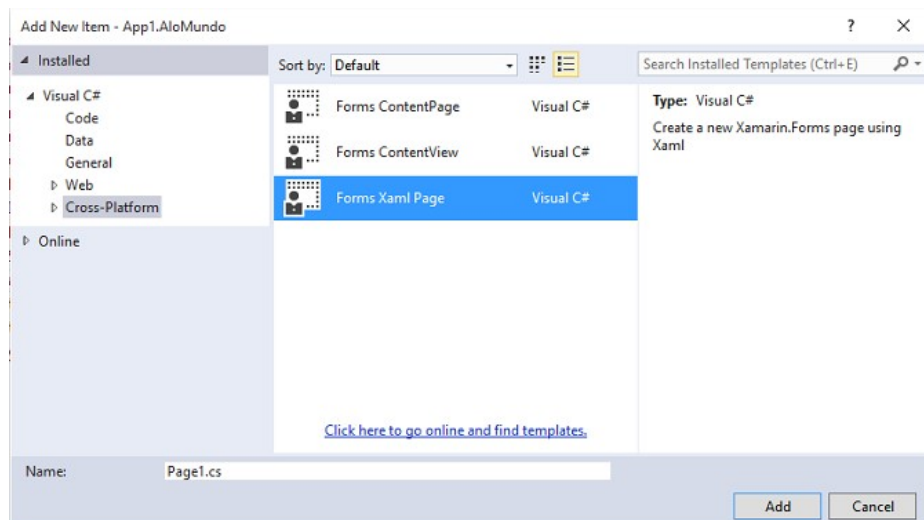 Add New Item - App1.AloMundo
? ×
Installed
Sort by: Default
Search Installed Templates (Ctrl+E)
Visual C#
Code
Data
General
Web
Cross-Platform
Online
Forms ContentPage Visual C#
Forms ContentView Visual C#
Forms Xaml Page Visual C#
Click here to go online and find templates.
Type: Visual C#
Create a new Xamarin.Forms page using
Xaml
Name: Page1.cs
Add Cancel